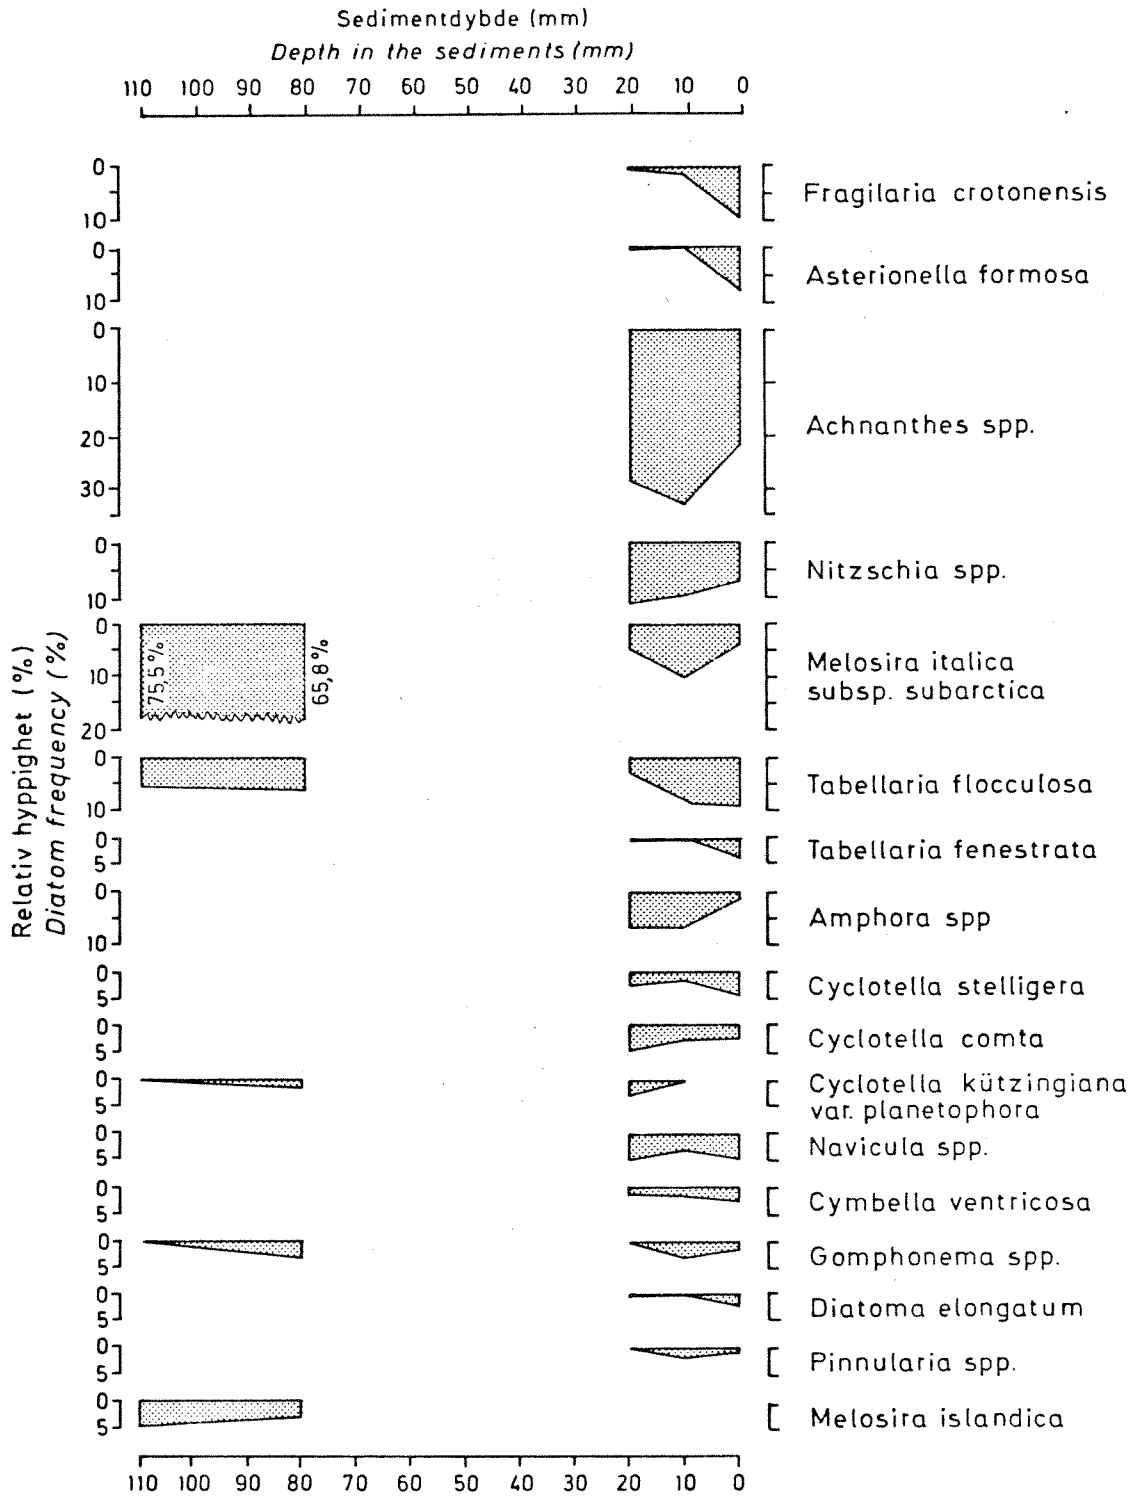 Sedimentdybde (mm)
Depth in the sediments (mm)
110 100 90 80 70 60 50 40 30 20 10 0
Relativ hyppighet (%)
Diatom frequency (%)
0
10
Fragilaria crotonensis
0
10
Asterionella formosa
0
10
20
30
Achnanthes spp.
0
10
Nitzschia spp.
0
10
20
75,5 %
65,8 %
Melosira italica
subsp. subarctica
0
10
Tabellaria flocculosa
0
5
Tabellaria fenestrata
0
10
Amphora spp
0
5
Cyclotella stelligera
0
5
Cyclotella comta
0
5
Cyclotella kützingiana
var. planetophora
0
5
Navicula spp.
0
5
Cymbella ventricosa
0
5
Gomphonema spp.
0
5
Diatoma elongatum
0
5
Pinnularia spp.
0
5
Melosira islandica
110 100 90 80 70 60 50 40 30 20 10 0